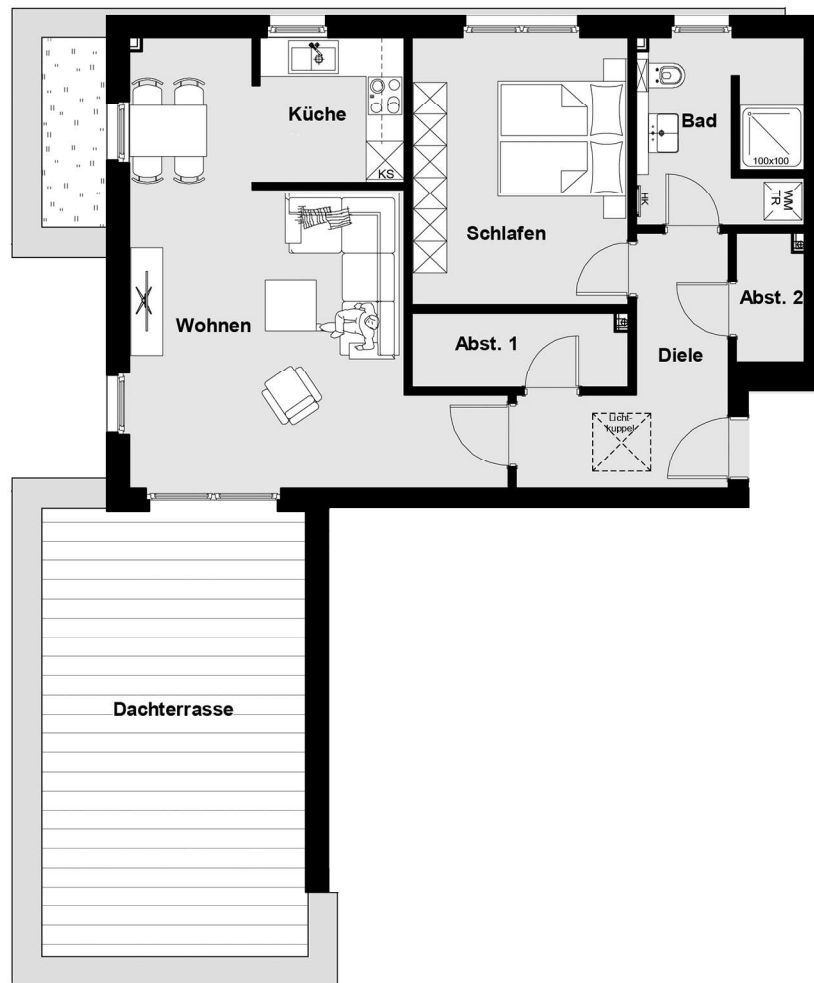 Küche
KS
Bad
100x100
HK
WM
TR
Schlafen
Wohnen
Abst. 1
Abst. 2
Diele
Licht-
kuppel
Dachterrasse